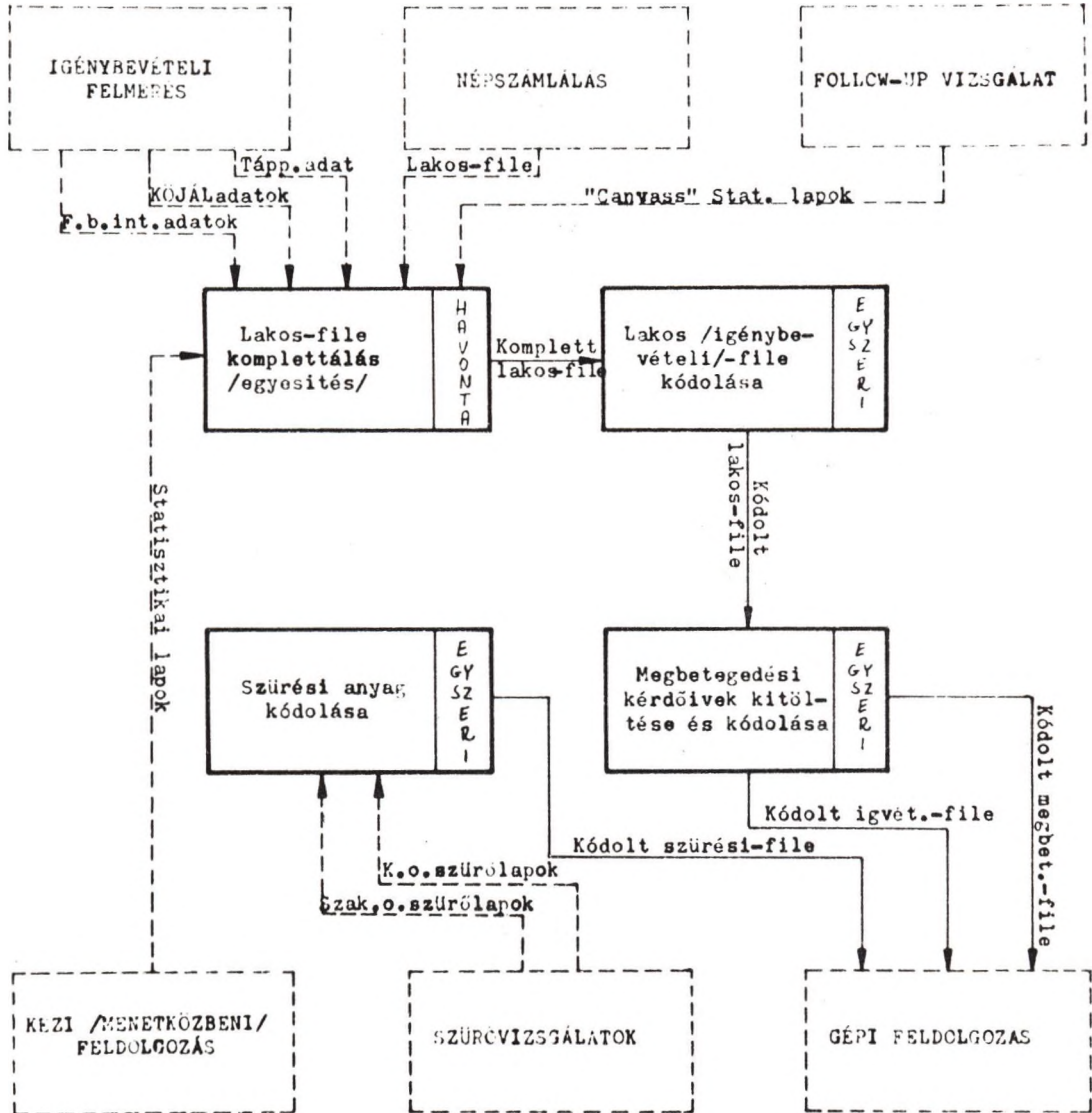 IGÉNYBEVÉTELI
FELMERÉS
NÉPSZÁMLÁLÁS
FOLLOW-UP VIZSGÁLAT
Tápp.adat
Lakos-file
KÖJÁLadatok
"Canvass" Stat. lapok
F.b.int.adatok
Lakos-file
komplettálás
/egyesités/
HAVONTA
Komplett
lakos-file
Lakos /igénybe-
vételi/-file
kódolása
EGYSZERI
Kódolt
lakos-file
Statisztikai lapok
Szürési anyag
kódolása
EGYSZERI
Megbetegedési
kérdőivek kitöl-
tése és kódolása
EGYSZERI
Kódolt megbet.-file
Kódolt igvét.-file
Kódolt szürési-file
K.o.szürőlapok
Szak.o.szürőlapok
KEZI /MENETKÖZBENI/
FELDOLGOZÁS
SZÜRŐVIZSGÁLATOK
GÉPI FELDOLGOZAS